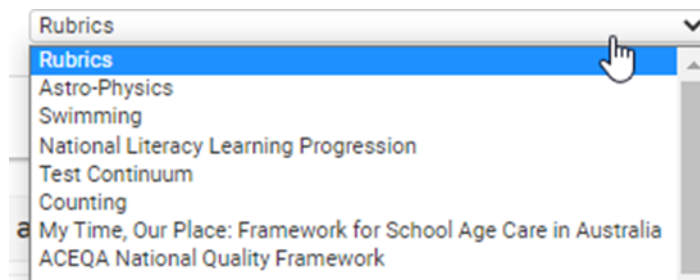 Rubrics
Rubrics
Astro-Physics
Swimming
National Literacy Learning Progression
Test Continuum
Counting
a
My Time, Our Place: Framework for School Age Care in Australia
ACEQA National Quality Framework